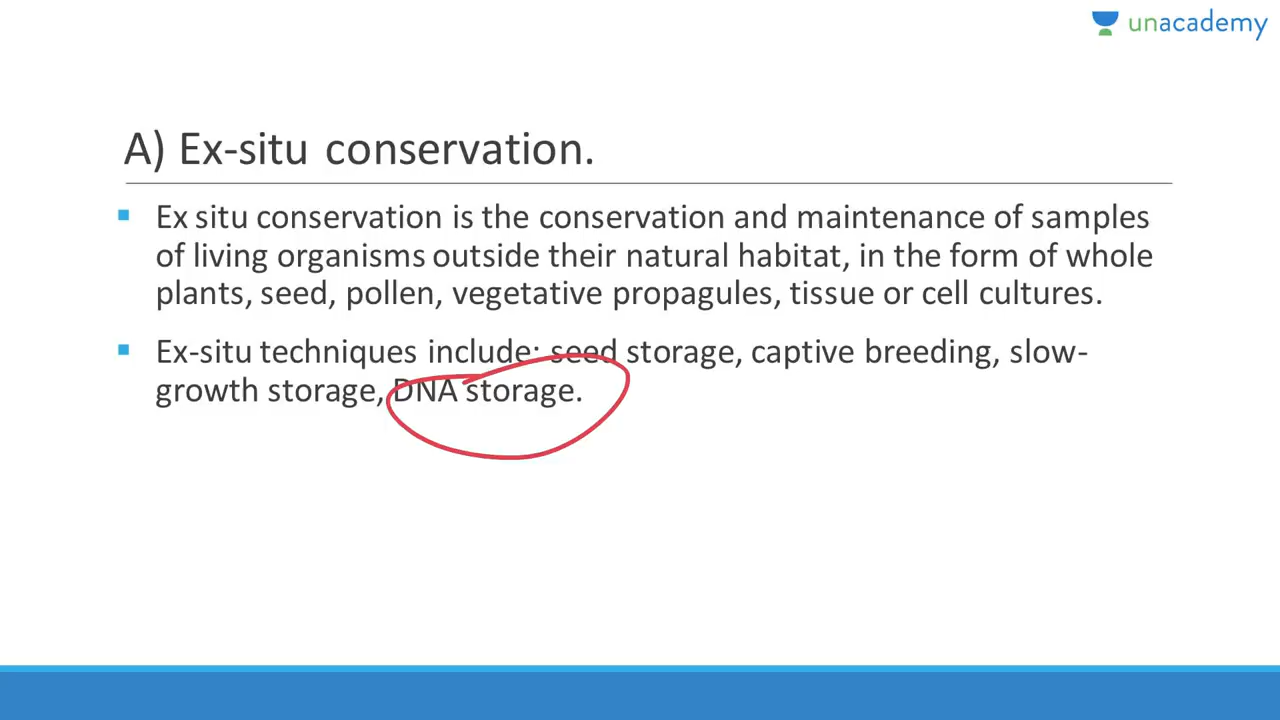 unacademy
A) Ex-situ conservation.
Ex situ conservation is the conservation and maintenance of samples
of living organisms outside their natural habitat, in the form of whole
plants, seed, pollen, vegetative propagules, tissue or cell cultures.
Ex-situ techniques include: seed storage, captive breeding, slow-
growth storage, DNA storage.